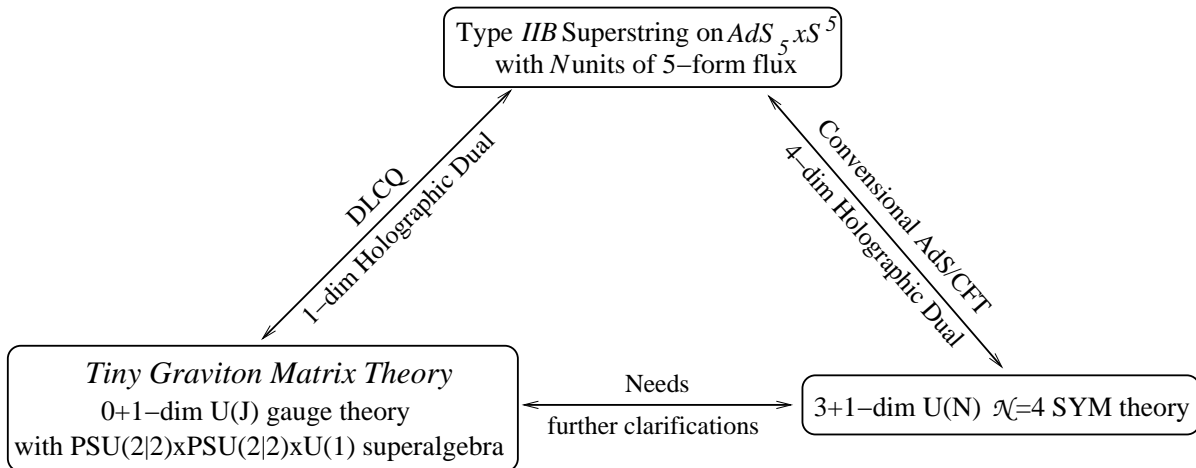 Type IIB Superstring on AdS₅xS⁵
with N units of 5−form flux
DLCQ
1−dim Holographic Dual
Convensional AdS/CFT
4−dim Holographic Dual
Tiny Graviton Matrix Theory
0+1−dim U(J) gauge theory
with PSU(2|2)xPSU(2|2)xU(1) superalgebra
Needs
further clarifications
3+1−dim U(N) 𝒩=4 SYM theory